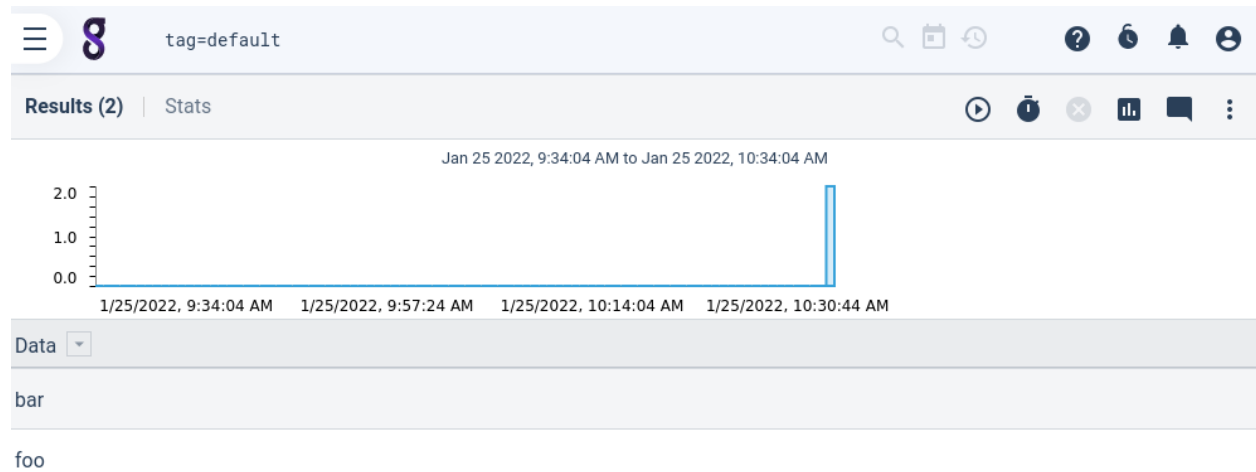 tag=default
Results (2) Stats
Jan 25 2022, 9:34:04 AM to Jan 25 2022, 10:34:04 AM
2.0
1.0
0.0
1/25/2022, 9:34:04 AM 1/25/2022, 9:57:24 AM 1/25/2022, 10:14:04 AM 1/25/2022, 10:30:44 AM
Data
bar
foo